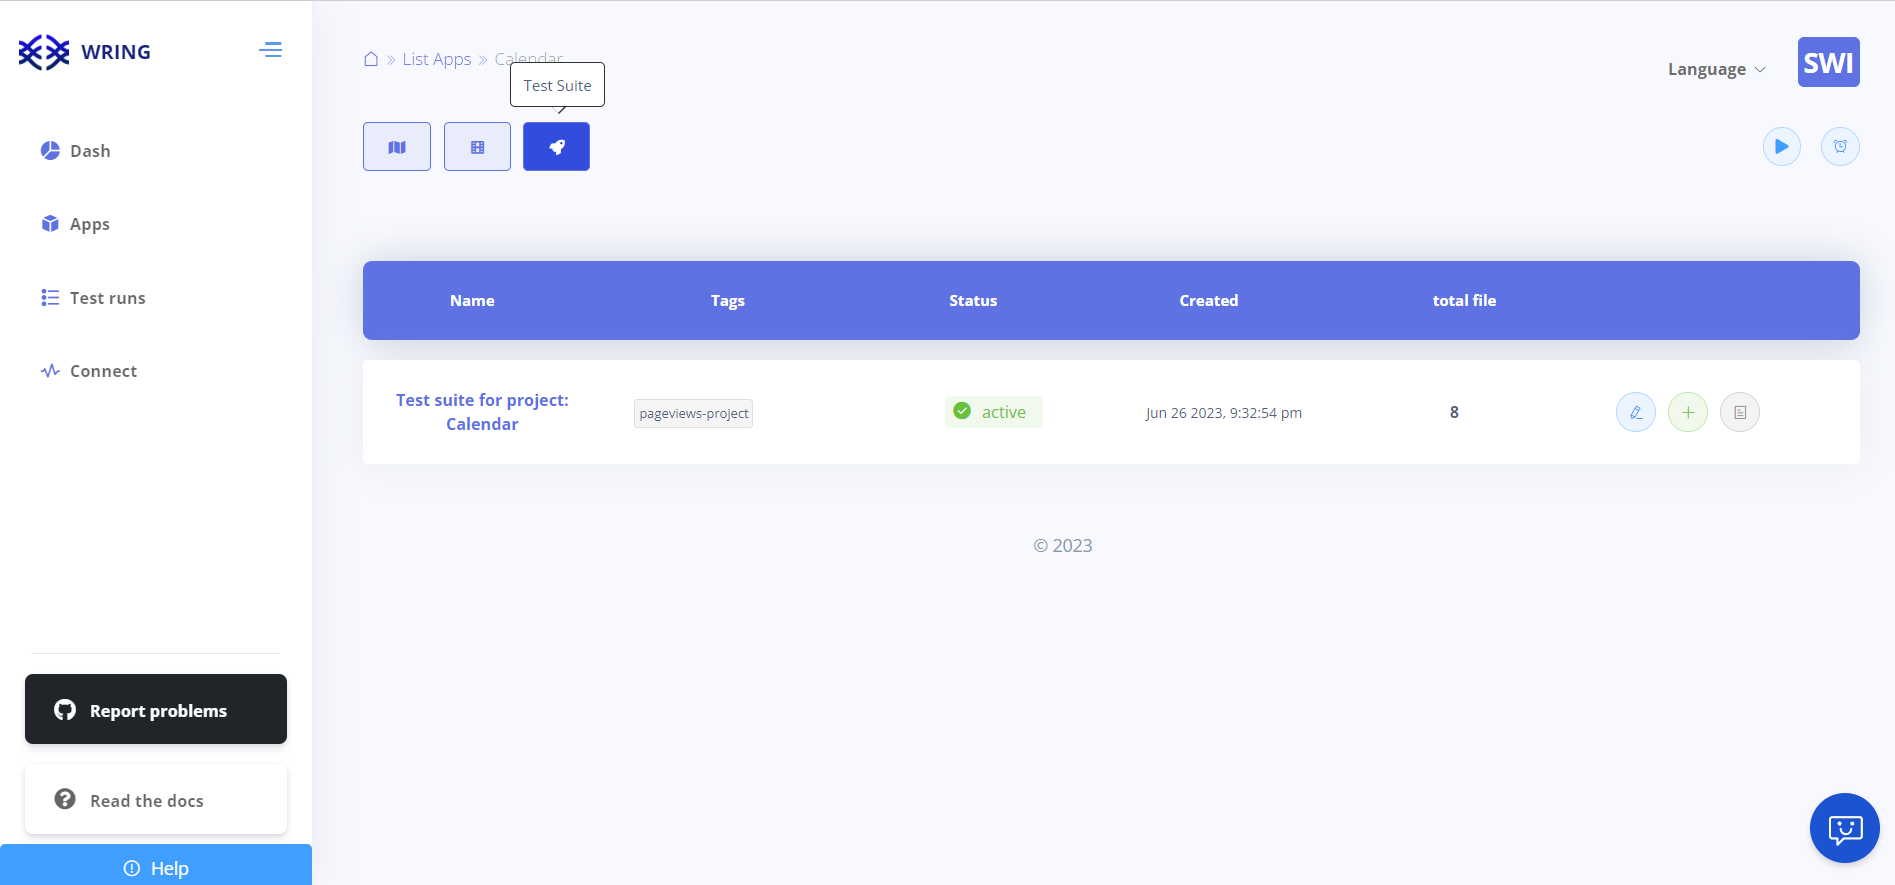 WRING
Dash
Apps
Test runs
Connect
Report problems
Read the docs
Help
List Apps » Calendar
Test Suite
Language
SWI
Name Tags Status Created total file
Test suite for project:
Calendar
pageviews-project
active
Jun 26 2023, 9:32:54 pm
8
© 2023